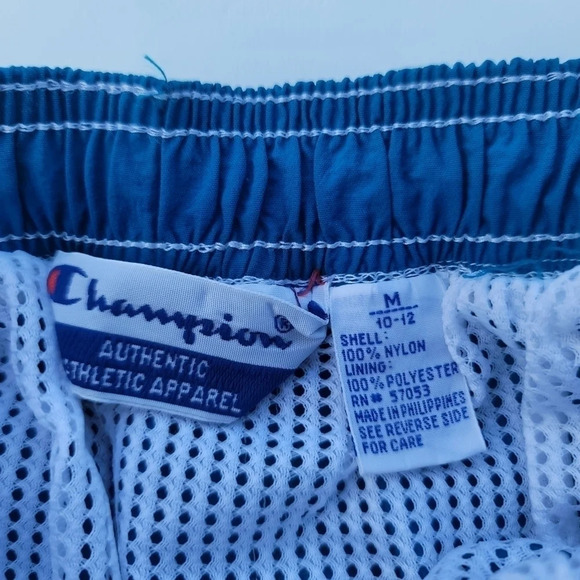 Champion®
AUTHENTIC
ATHLETIC APPAREL
M
10-12
SHELL:
100% NYLON
LINING:
100% POLYESTER
RN# 57053
MADE IN PHILIPPINES
SEE REVERSE SIDE
FOR CARE